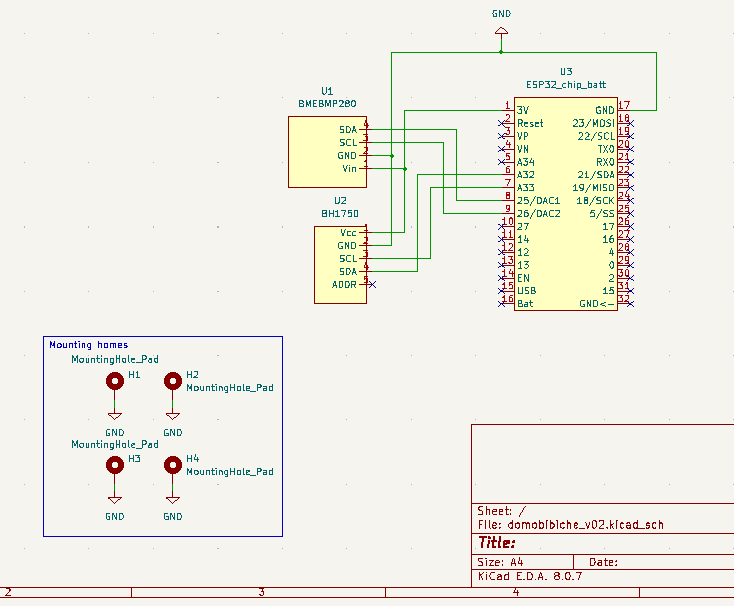 GND
U3
ESP32_chip_batt
U1
BMEBMP280
SDA 4
SCL 3
GND 2
Vin 1
U2
BH1750
Vcc 1
GND 2
SCL 3
SDA 4
ADDR 5
1 3V GND 17
2 Reset 23/MOSI 18
3 VP 22/SCL 19
4 VN TX0 20
5 A34 RX0 21
6 A32 21/SDA 22
7 A33 19/MISO 23
8 25/DAC1 18/SCK 24
9 26/DAC2 5/SS 25
10 27 17 26
11 14 16 27
12 12 4 28
13 13 0 29
14 EN 2 30
15 USB 15 31
16 Bat GND<- 32
Mounting homes
MountingHole_Pad
H1
H2
MountingHole_Pad
GND GND
MountingHole_Pad
H3
H4
MountingHole_Pad
GND GND
Sheet: /
File: domobibiche_v02.kicad_sch
Title:
Size: A4 Date:
KiCad E.D.A. 8.0.7
2 3 4